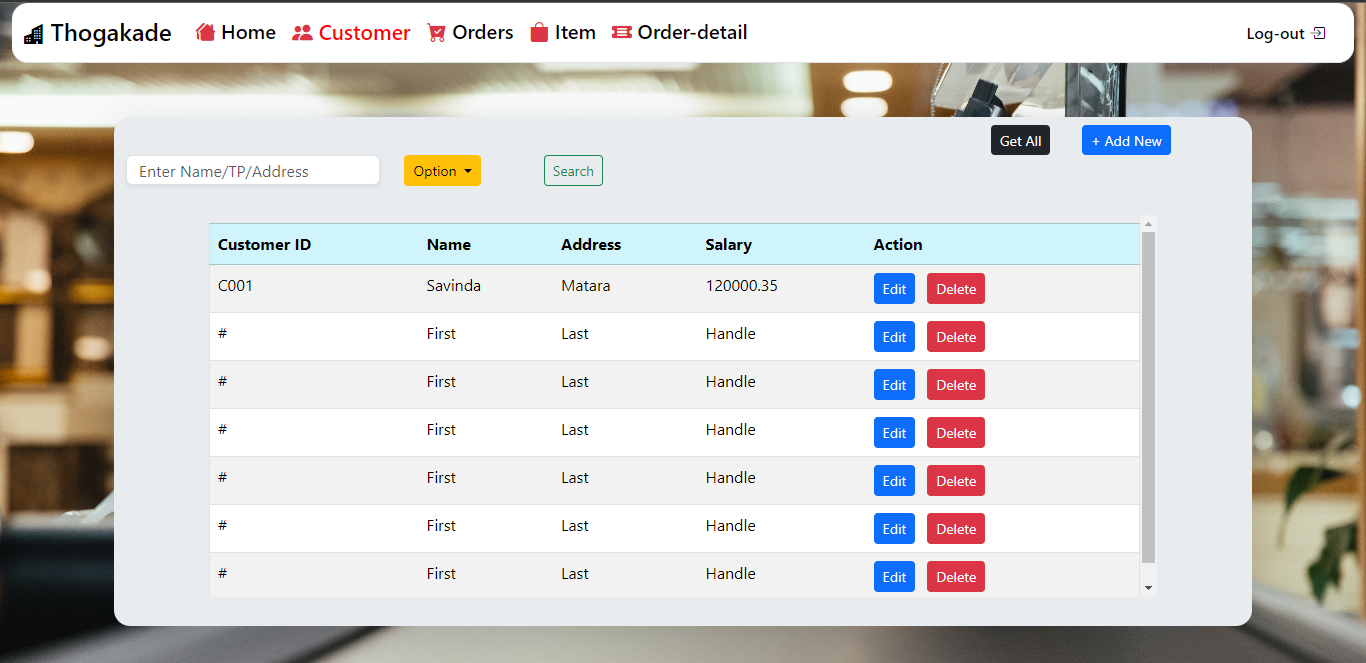 Thogakade Home Customer Orders Item Order-detail Log-out
Get All + Add New
Enter Name/TP/Address Option Search
Customer ID Name Address Salary Action
C001 Savinda Matara 120000.35 Edit Delete
# First Last Handle Edit Delete
# First Last Handle Edit Delete
# First Last Handle Edit Delete
# First Last Handle Edit Delete
# First Last Handle Edit Delete
# First Last Handle Edit Delete